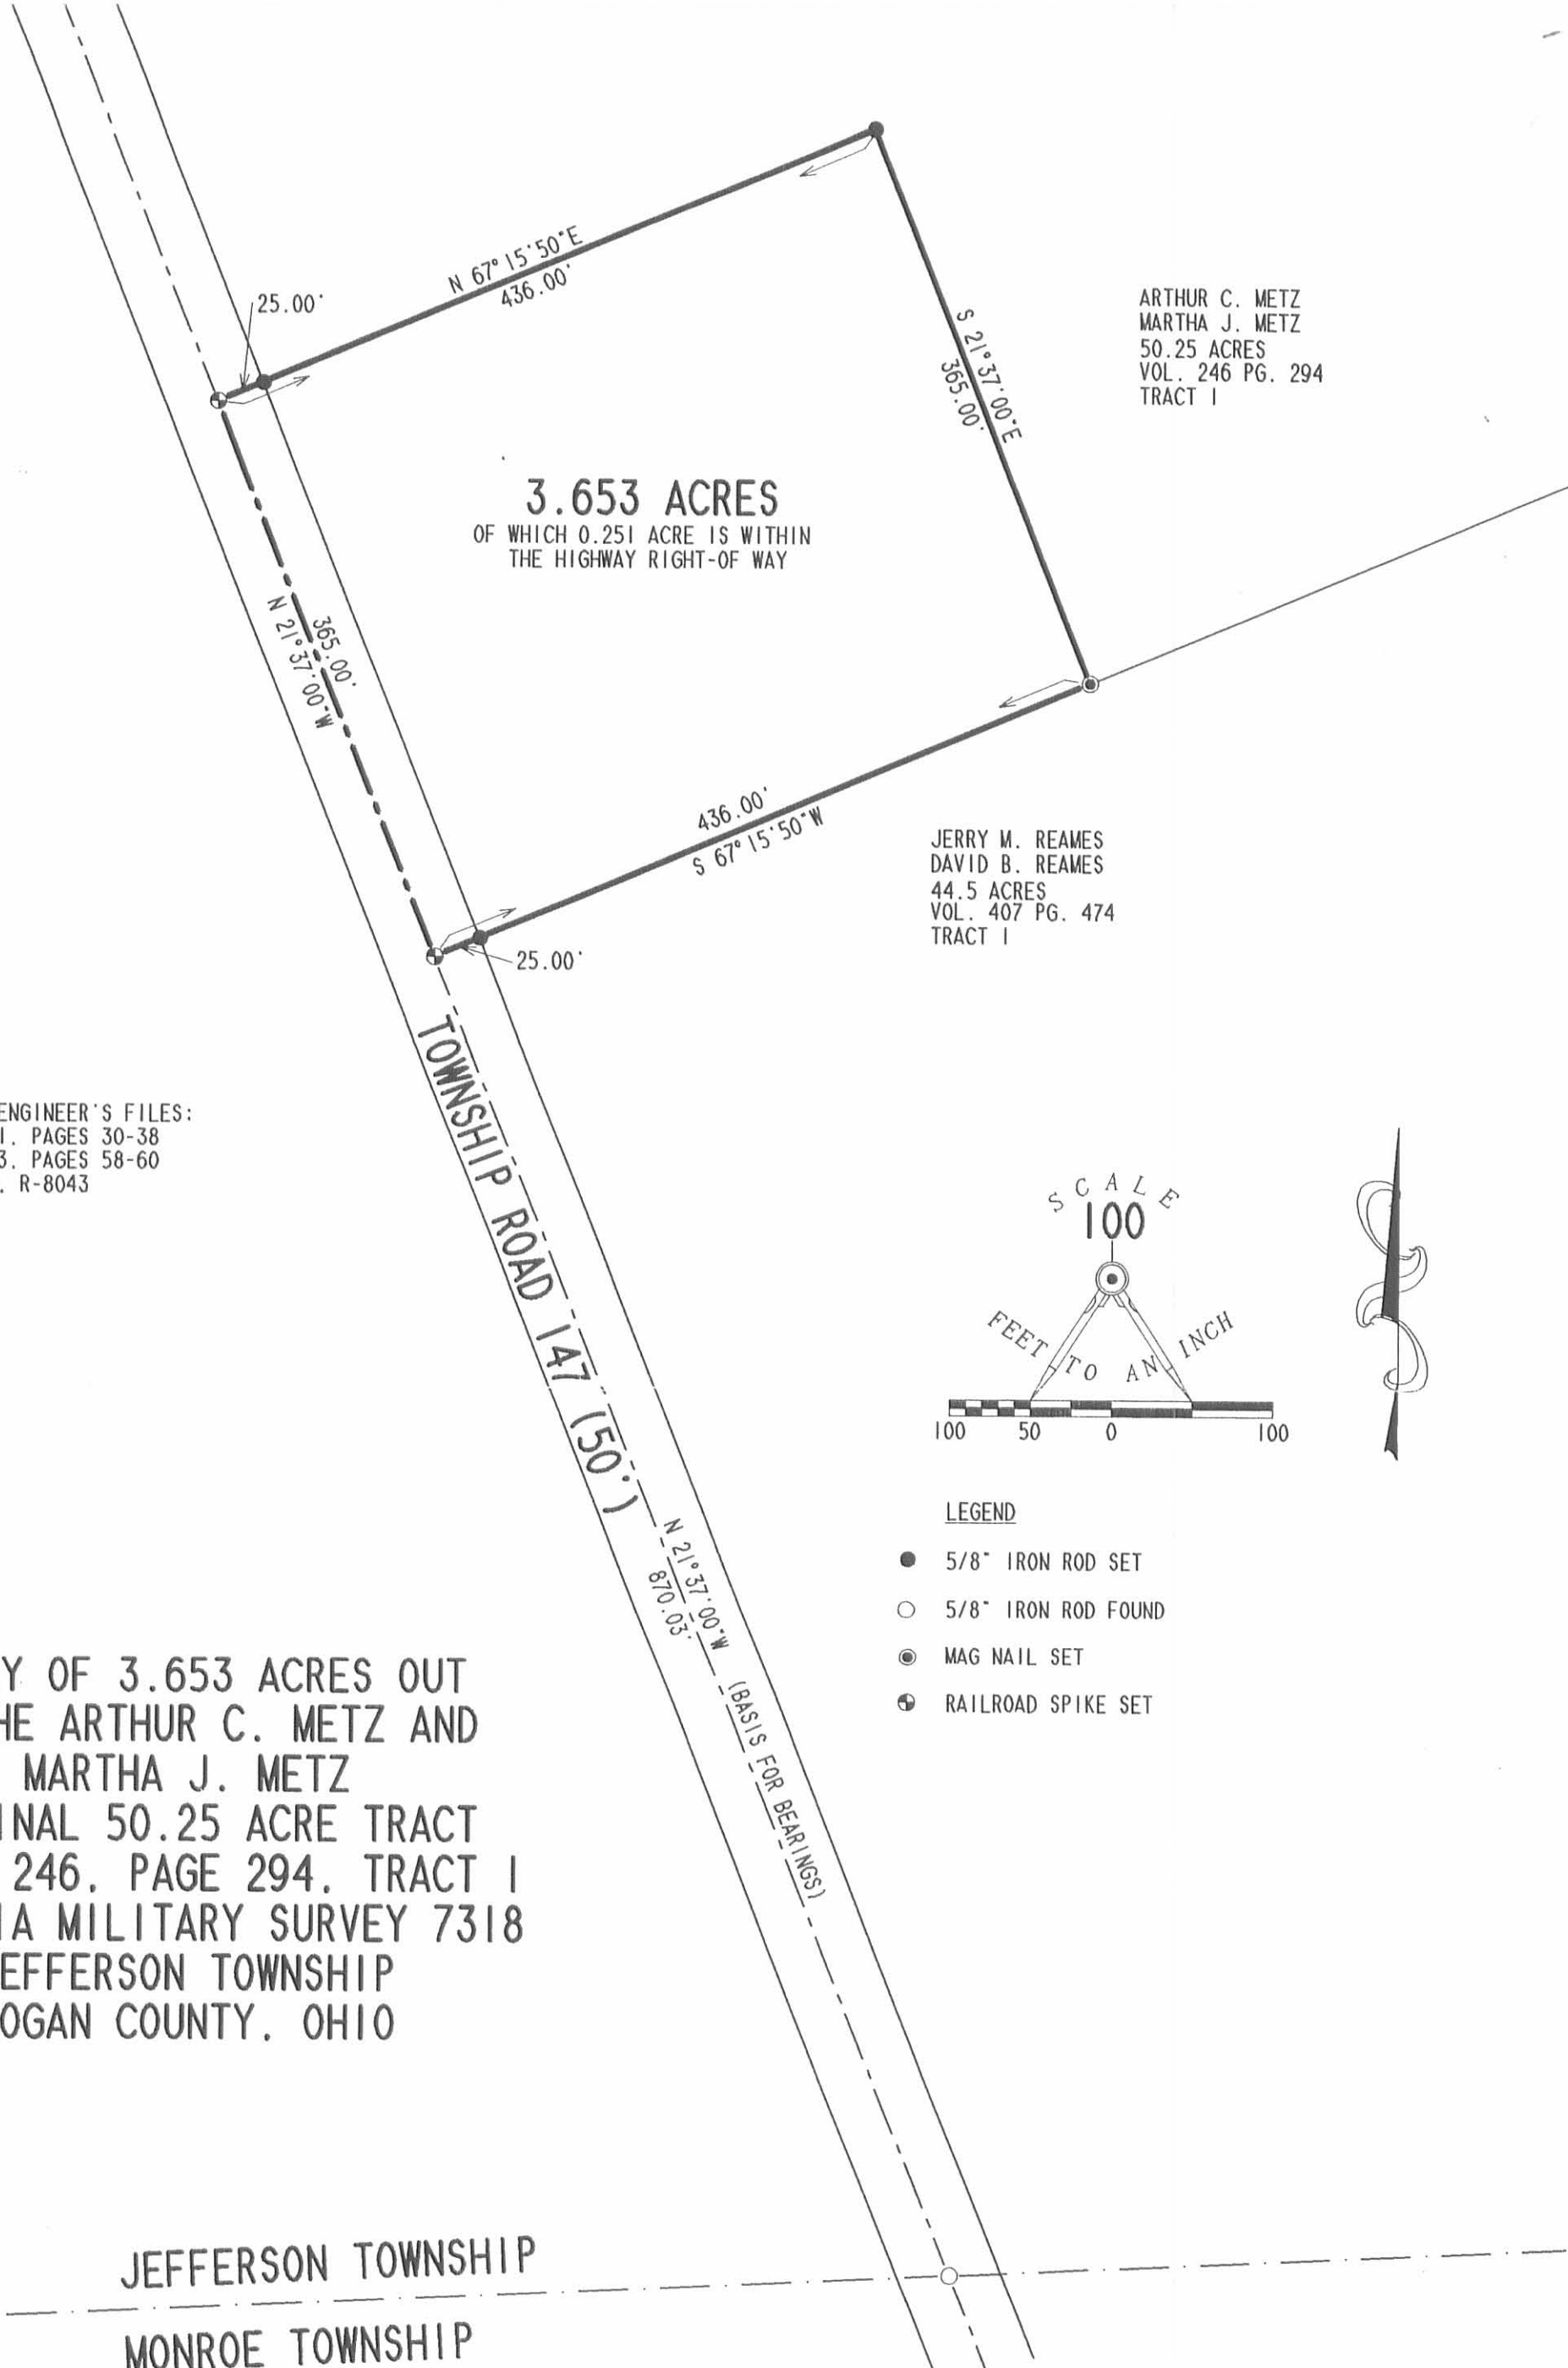 N 67° 15' 50"E
436.00'
25.00'
S 21° 37' 00"E
365.00'
ARTHUR C. METZ
MARTHA J. METZ
50.25 ACRES
VOL. 246 PG. 294
TRACT 1
3.653 ACRES
OF WHICH 0.251 ACRE IS WITHIN
THE HIGHWAY RIGHT-OF WAY
365.00'
N 21° 37' 00"W
436.00'
S 67° 15' 50"W
JERRY M. REAMES
DAVID B. REAMES
44.5 ACRES
VOL. 407 PG. 474
TRACT 1
25.00'
TOWNSHIP ROAD 147 (50')
ENGINEER'S FILES:
1. PAGES 30-38
3. PAGES 58-60
. R-8043
SCALE
100
FEET TO AN INCH
100 50 0 100
LEGEND
5/8" IRON ROD SET
5/8" IRON ROD FOUND
MAG NAIL SET
RAILROAD SPIKE SET
N 21° 37' 00"W (BASIS FOR BEARINGS)
870.03'
Y OF 3.653 ACRES OUT
HE ARTHUR C. METZ AND
MARTHA J. METZ
INAL 50.25 ACRE TRACT
246, PAGE 294, TRACT 1
IA MILITARY SURVEY 7318
EFFERSON TOWNSHIP
OGAN COUNTY, OHIO
JEFFERSON TOWNSHIP
MONROE TOWNSHIP